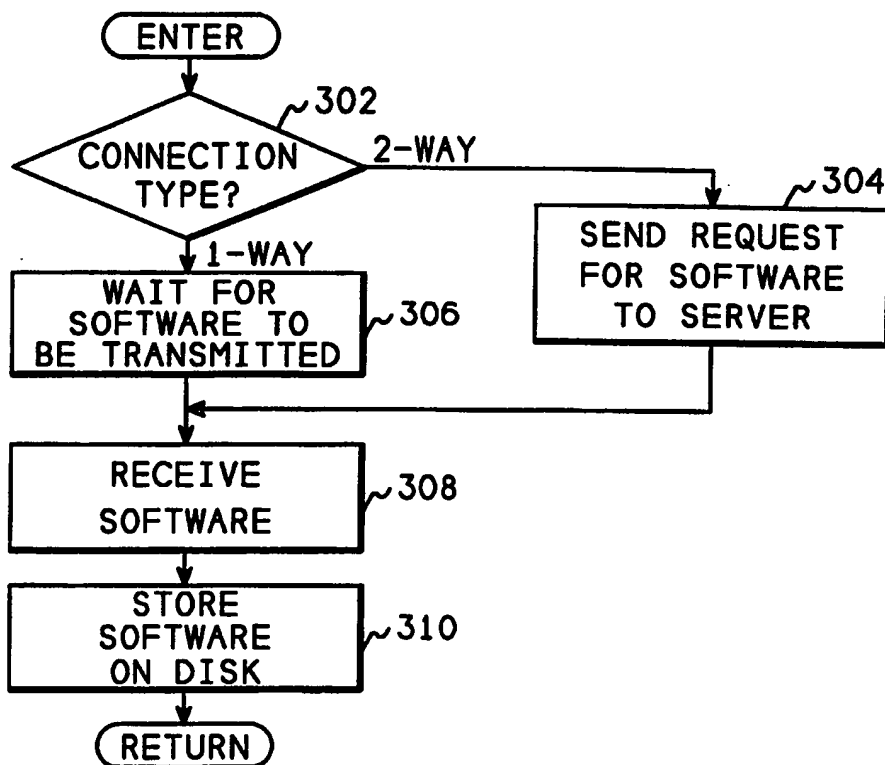 ENTER
302
CONNECTION
TYPE?
2-WAY
304
SEND REQUEST
FOR SOFTWARE
TO SERVER
1-WAY
WAIT FOR
SOFTWARE TO
BE TRANSMITTED
306
RECEIVE
SOFTWARE
308
STORE
SOFTWARE
ON DISK
310
RETURN